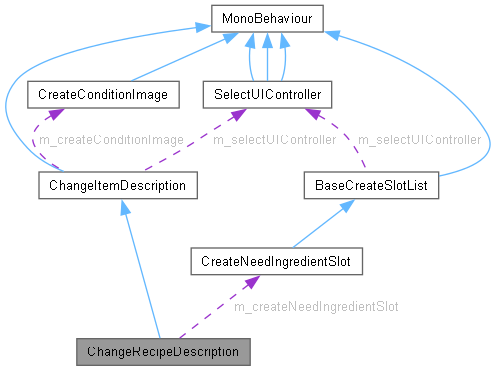 MonoBehaviour
CreateConditionImage
SelectUIController
m_createConditionImage
m_selectUIController
m_selectUIController
ChangeItemDescription
BaseCreateSlotList
CreateNeedIngredientSlot
m_createNeedIngredientSlot
ChangeRecipeDescription